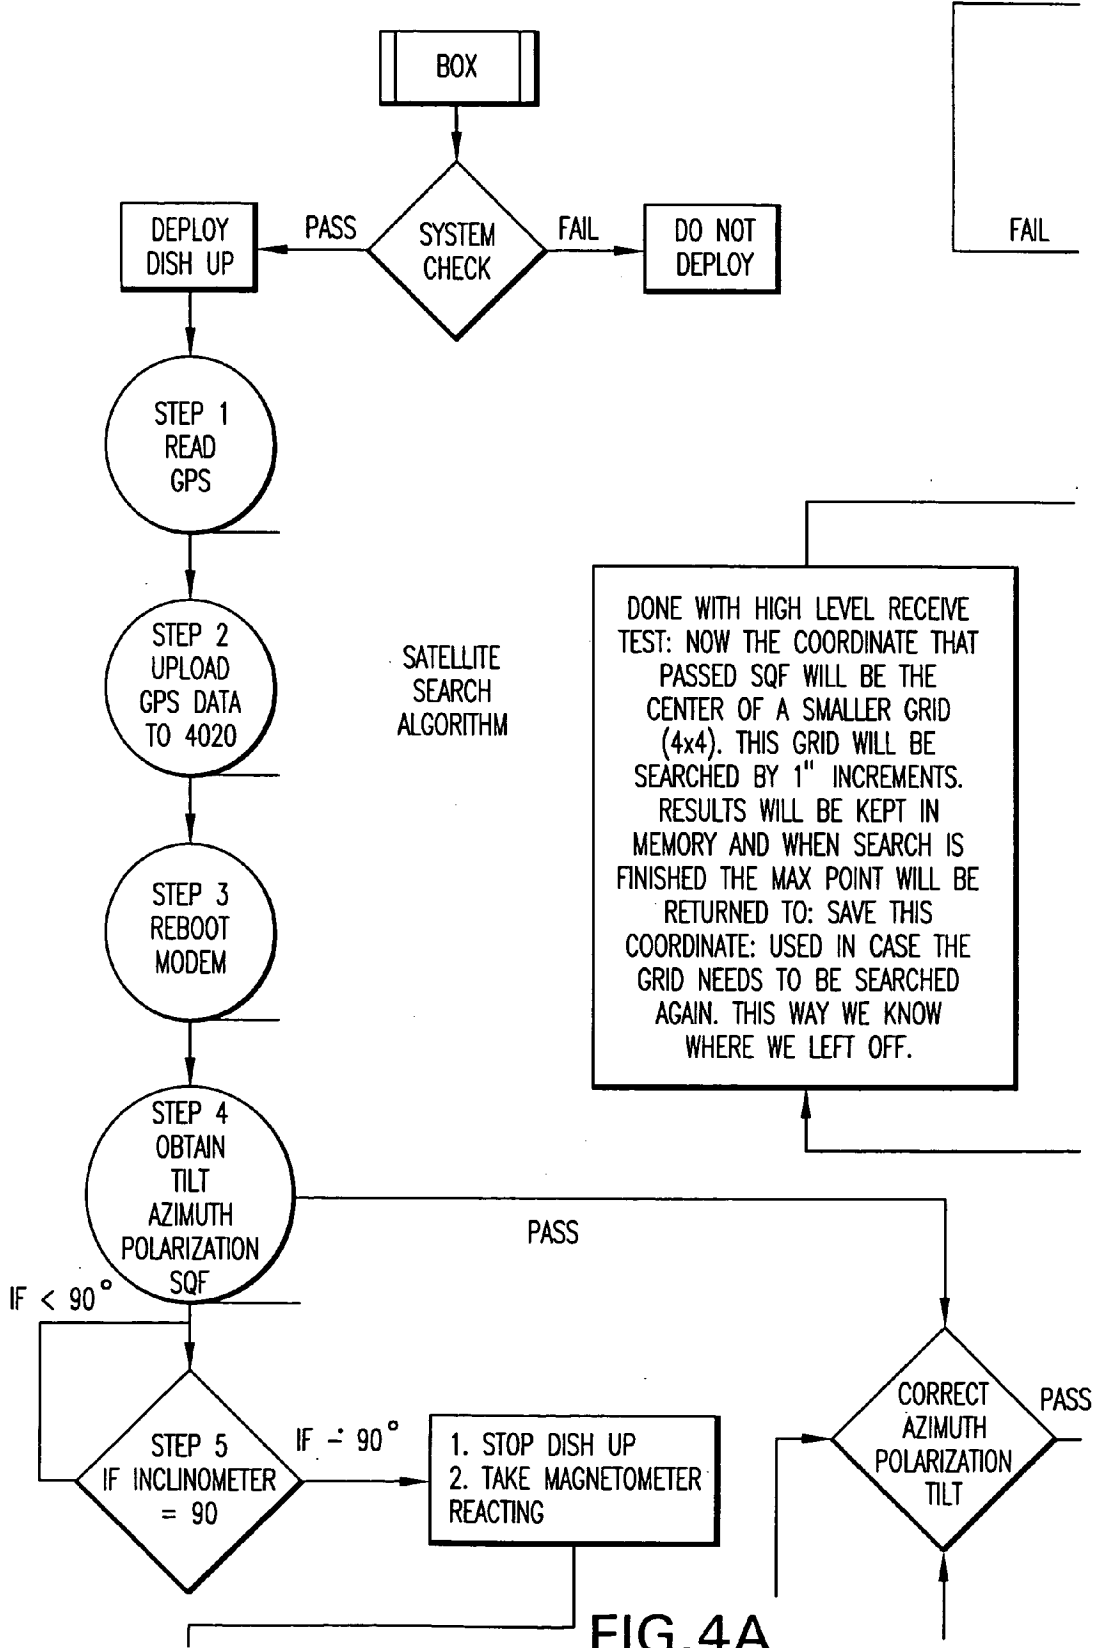 BOX
SYSTEM
CHECK
PASS
FAIL
DEPLOY
DISH UP
DO NOT
DEPLOY
FAIL
STEP 1
READ
GPS
STEP 2
UPLOAD
GPS DATA
TO 4020
SATELLITE
SEARCH
ALGORITHM
DONE WITH HIGH LEVEL RECEIVE
TEST: NOW THE COORDINATE THAT
PASSED SQF WILL BE THE
CENTER OF A SMALLER GRID
(4x4). THIS GRID WILL BE
SEARCHED BY 1" INCREMENTS.
RESULTS WILL BE KEPT IN
MEMORY AND WHEN SEARCH IS
FINISHED THE MAX POINT WILL BE
RETURNED TO: SAVE THIS
COORDINATE: USED IN CASE THE
GRID NEEDS TO BE SEARCHED
AGAIN. THIS WAY WE KNOW
WHERE WE LEFT OFF.
STEP 3
REBOOT
MODEM
STEP 4
OBTAIN
TILT
AZIMUTH
POLARIZATION
SQF
PASS
IF < 90°
STEP 5
IF INCLINOMETER
= 90
IF - 90°
1. STOP DISH UP
2. TAKE MAGNETOMETER
REACTING
CORRECT
AZIMUTH
POLARIZATION
TILT
PASS
FIG.4A